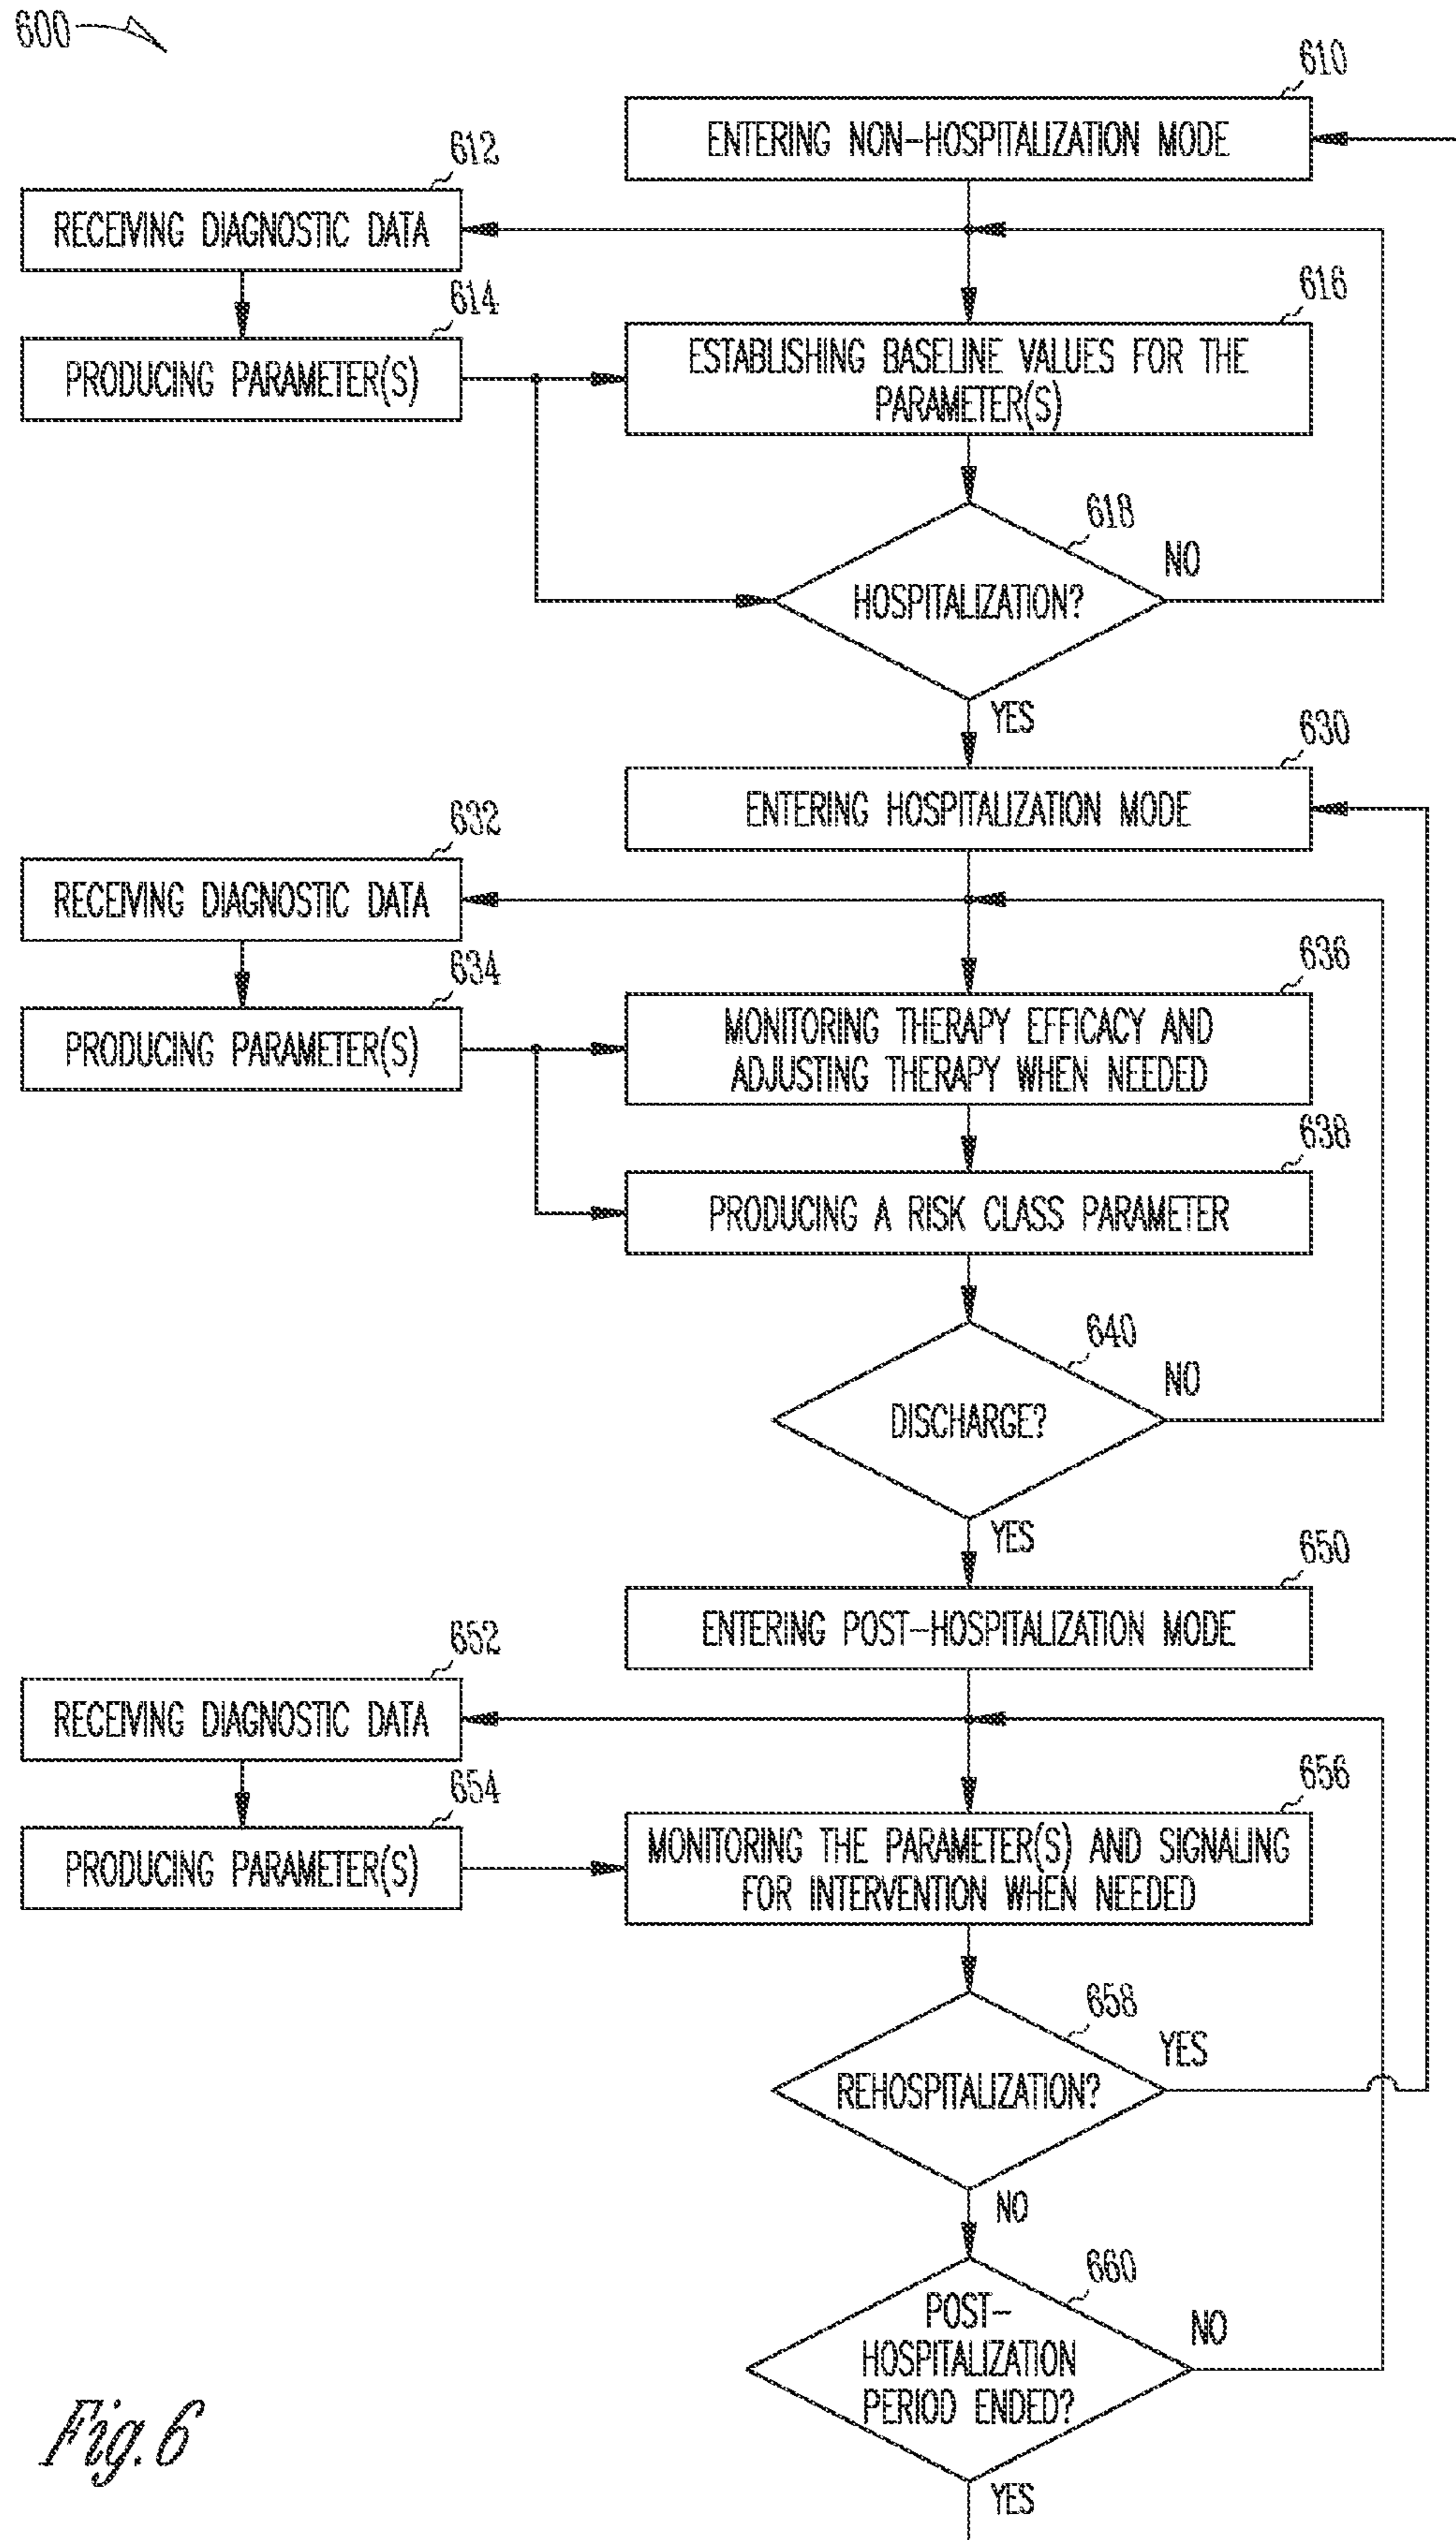 600
610
ENTERING NON-HOSPITALIZATION MODE
612
RECEIVING DIAGNOSTIC DATA
614
PRODUCING PARAMETER(S)
616
ESTABLISHING BASELINE VALUES FOR THE
PARAMETER(S)
618
HOSPITALIZATION?
NO
YES
630
ENTERING HOSPITALIZATION MODE
632
RECEIVING DIAGNOSTIC DATA
634
PRODUCING PARAMETER(S)
636
MONITORING THERAPY EFFICACY AND
ADJUSTING THERAPY WHEN NEEDED
638
PRODUCING A RISK CLASS PARAMETER
640
DISCHARGE?
NO
YES
650
ENTERING POST-HOSPITALIZATION MODE
652
RECEIVING DIAGNOSTIC DATA
654
PRODUCING PARAMETER(S)
656
MONITORING THE PARAMETER(S) AND SIGNALING
FOR INTERVENTION WHEN NEEDED
658
REHOSPITALIZATION?
YES
NO
660
POST-
HOSPITALIZATION
PERIOD ENDED?
NO
YES
Fig. 6